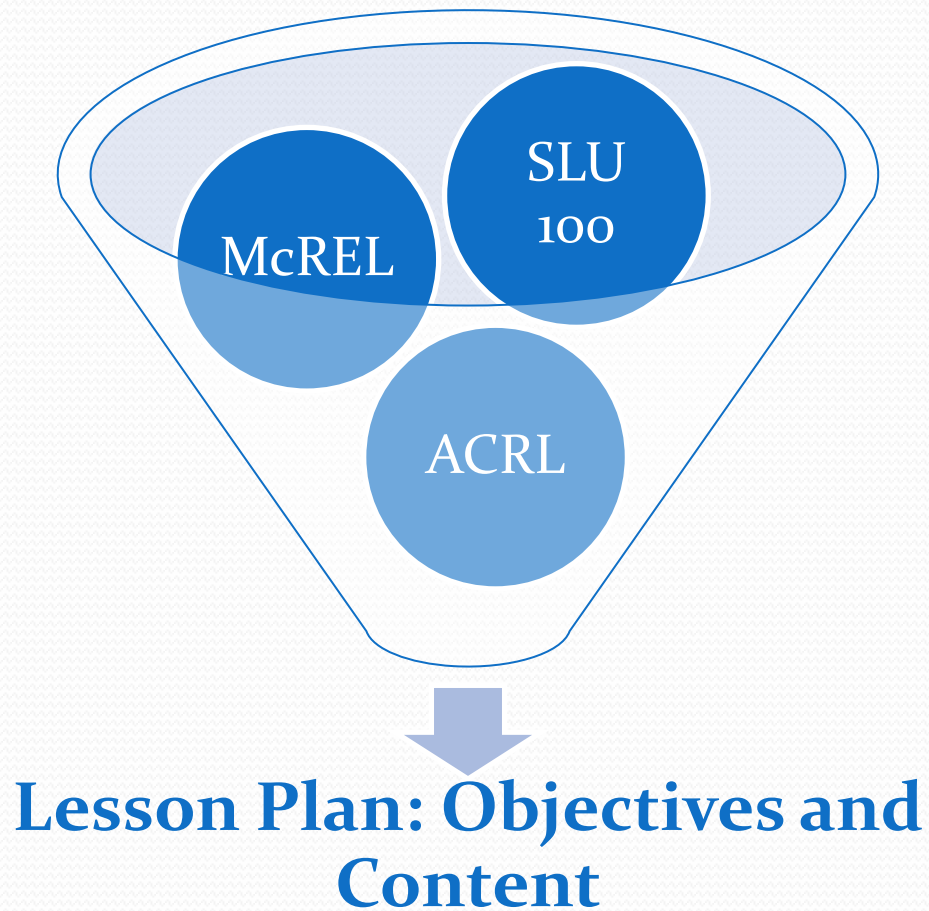 SLU
100
McREL
ACRL
Lesson Plan: Objectives and
Content